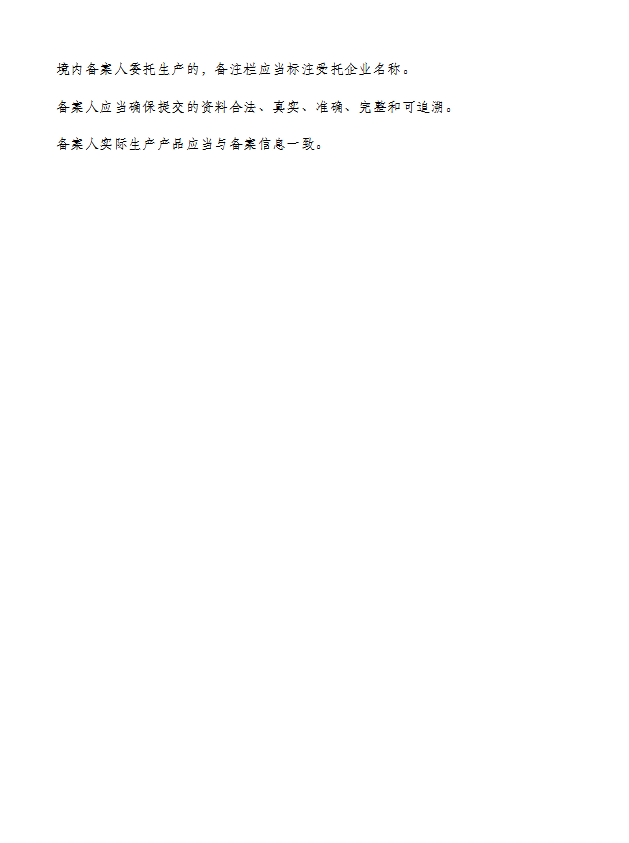 境内备案人委托生产的，备注栏应当标注受托企业名称。
备案人应当确保提交的资料合法、真实、准确、完整和可追溯。
备案人实际生产产品应当与备案信息一致。